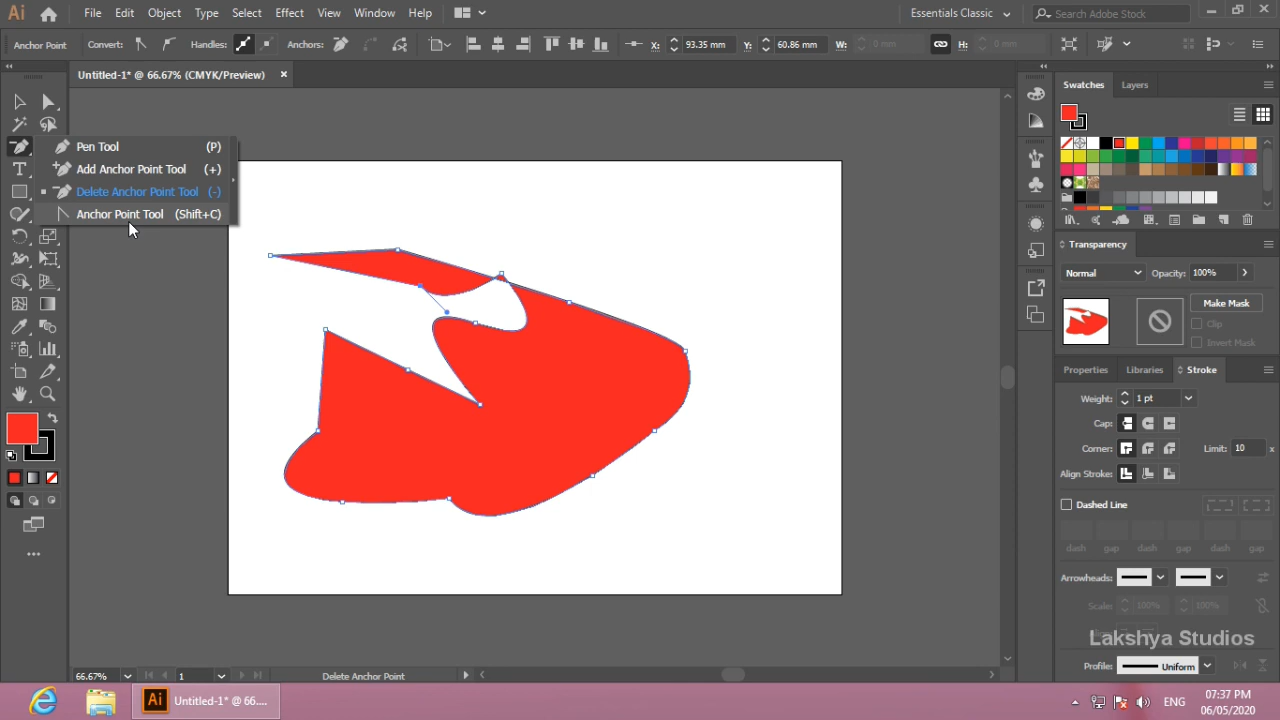 Ai File Edit Object Type Select Effect View Window Help Essentials Classic Search Adobe Stock
Anchor Point Convert: Handles: Anchors: X: 93.35 mm Y: 60.86 mm W: 0 mm H: 0 mm
Untitled-1* @ 66.67% (CMYK/Preview) ×
Pen Tool (P)
Add Anchor Point Tool (+)
Delete Anchor Point Tool (-)
Anchor Point Tool (Shift+C)
T
Swatches Layers
Transparency
Normal Opacity: 100%
Make Mask
Clip
Invert Mask
Properties Libraries Stroke
Weight: 1 pt
Cap:
Corner: Limit: 10 x
Align Stroke:
Dashed Line
dash gap dash gap dash gap
Arrowheads:
Scale: 100% 100%
Lakshya Studios
Profile: Uniform
66.67% 1 Delete Anchor Point
Ai Untitled-1* @ 66.... ENG 07:37 PM
06/05/2020